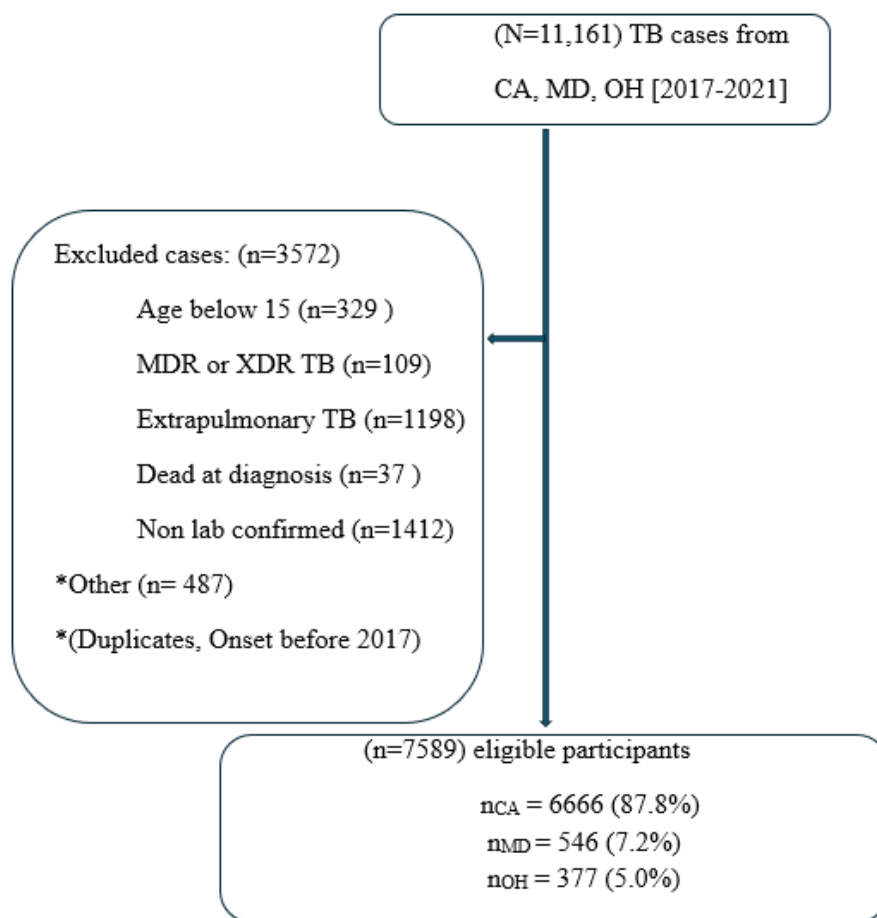 (N=11,161) TB cases from
CA, MD, OH [2017-2021]
Excluded cases: (n=3572)
Age below 15 (n=329 )
MDR or XDR TB (n=109)
Extrapulmonary TB (n=1198)
Dead at diagnosis (n=37 )
Non lab confirmed (n=1412)
*Other (n= 487)
*(Duplicates, Onset before 2017)
(n=7589) eligible participants
nCA = 6666 (87.8%)
nMD = 546 (7.2%)
nOH = 377 (5.0%)